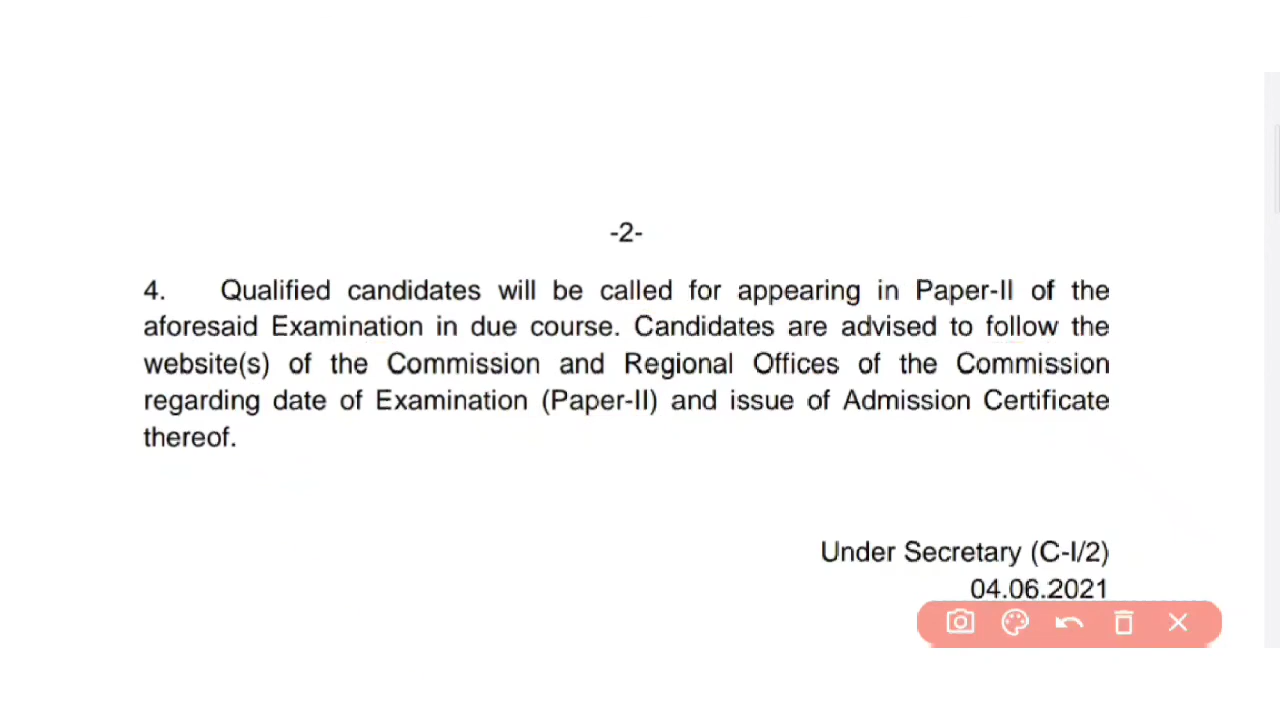 -2-
4. Qualified candidates will be called for appearing in Paper-II of the
aforesaid Examination in due course. Candidates are advised to follow the
website(s) of the Commission and Regional Offices of the Commission
regarding date of Examination (Paper-II) and issue of Admission Certificate
thereof.
Under Secretary (C-I/2)
04.06.2021